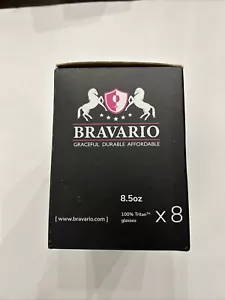 BRAVARIO
GRACEFUL DURABLE AFFORDABLE
8.5oz
[ www.bravario.com ]
100% Tritan™
glasses
x 8